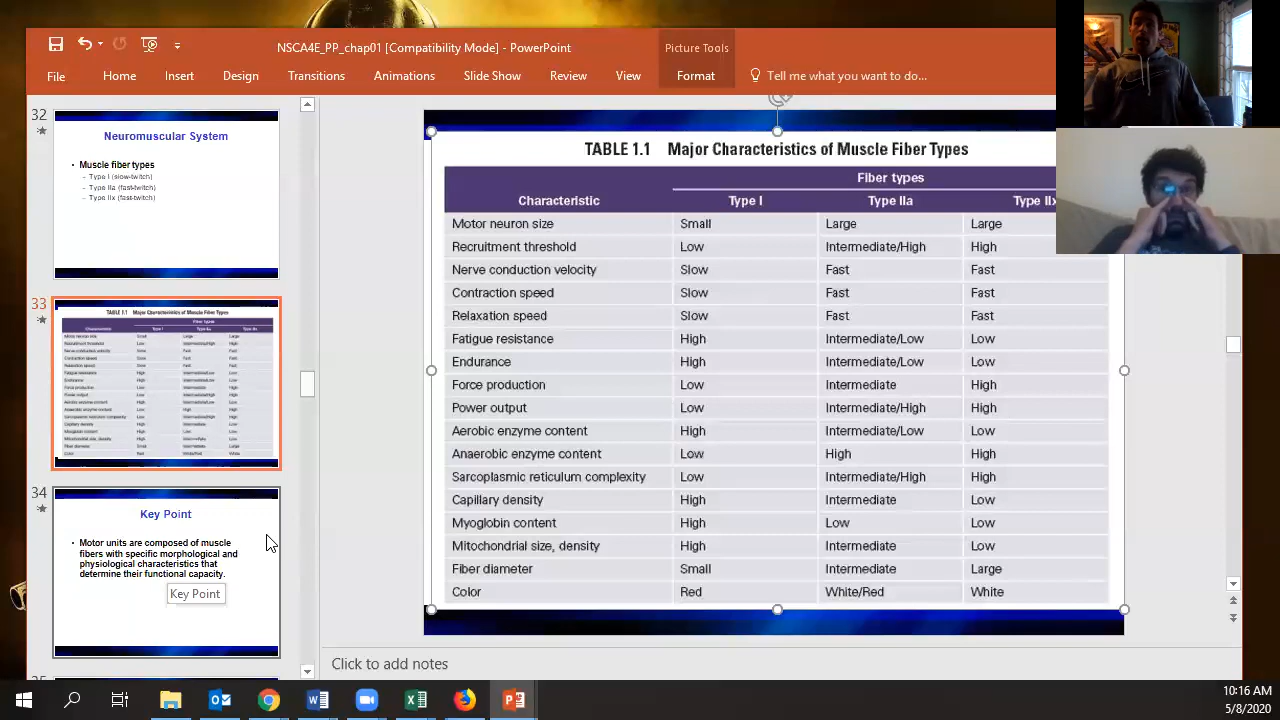 NSCA4E_PP_chap01 [Compatibility Mode] - PowerPoint
Picture Tools
File Home Insert Design Transitions Animations Slide Show Review View Format Tell me what you want to do...
32
Neuromuscular System
• Muscle fiber types
– Type I (slow-twitch)
– Type IIa (fast-twitch)
– Type IIx (fast-twitch)
33
TABLE 1.1 Major Characteristics of Muscle Fiber Types
34
Key Point
• Motor units are composed of muscle
fibers with specific morphological and
physiological characteristics that
determine their functional capacity.
Key Point
TABLE 1.1 Major Characteristics of Muscle Fiber Types
Fiber types
Characteristic Type I Type IIa Type IIx
Motor neuron size Small Large Large
Recruitment threshold Low Intermediate/High High
Nerve conduction velocity Slow Fast Fast
Contraction speed Slow Fast Fast
Relaxation speed Slow Fast Fast
Fatigue resistance High Intermediate/Low Low
Endurance High Intermediate/Low Low
Force production Low Intermediate High
Power output Low Intermediate/High High
Aerobic enzyme content High Intermediate/Low Low
Anaerobic enzyme content Low High High
Sarcoplasmic reticulum complexity Low Intermediate/High High
Capillary density High Intermediate Low
Myoglobin content High Low Low
Mitochondrial size, density High Intermediate Low
Fiber diameter Small Intermediate Large
Color Red White/Red White
Click to add notes
10:16 AM
5/8/2020